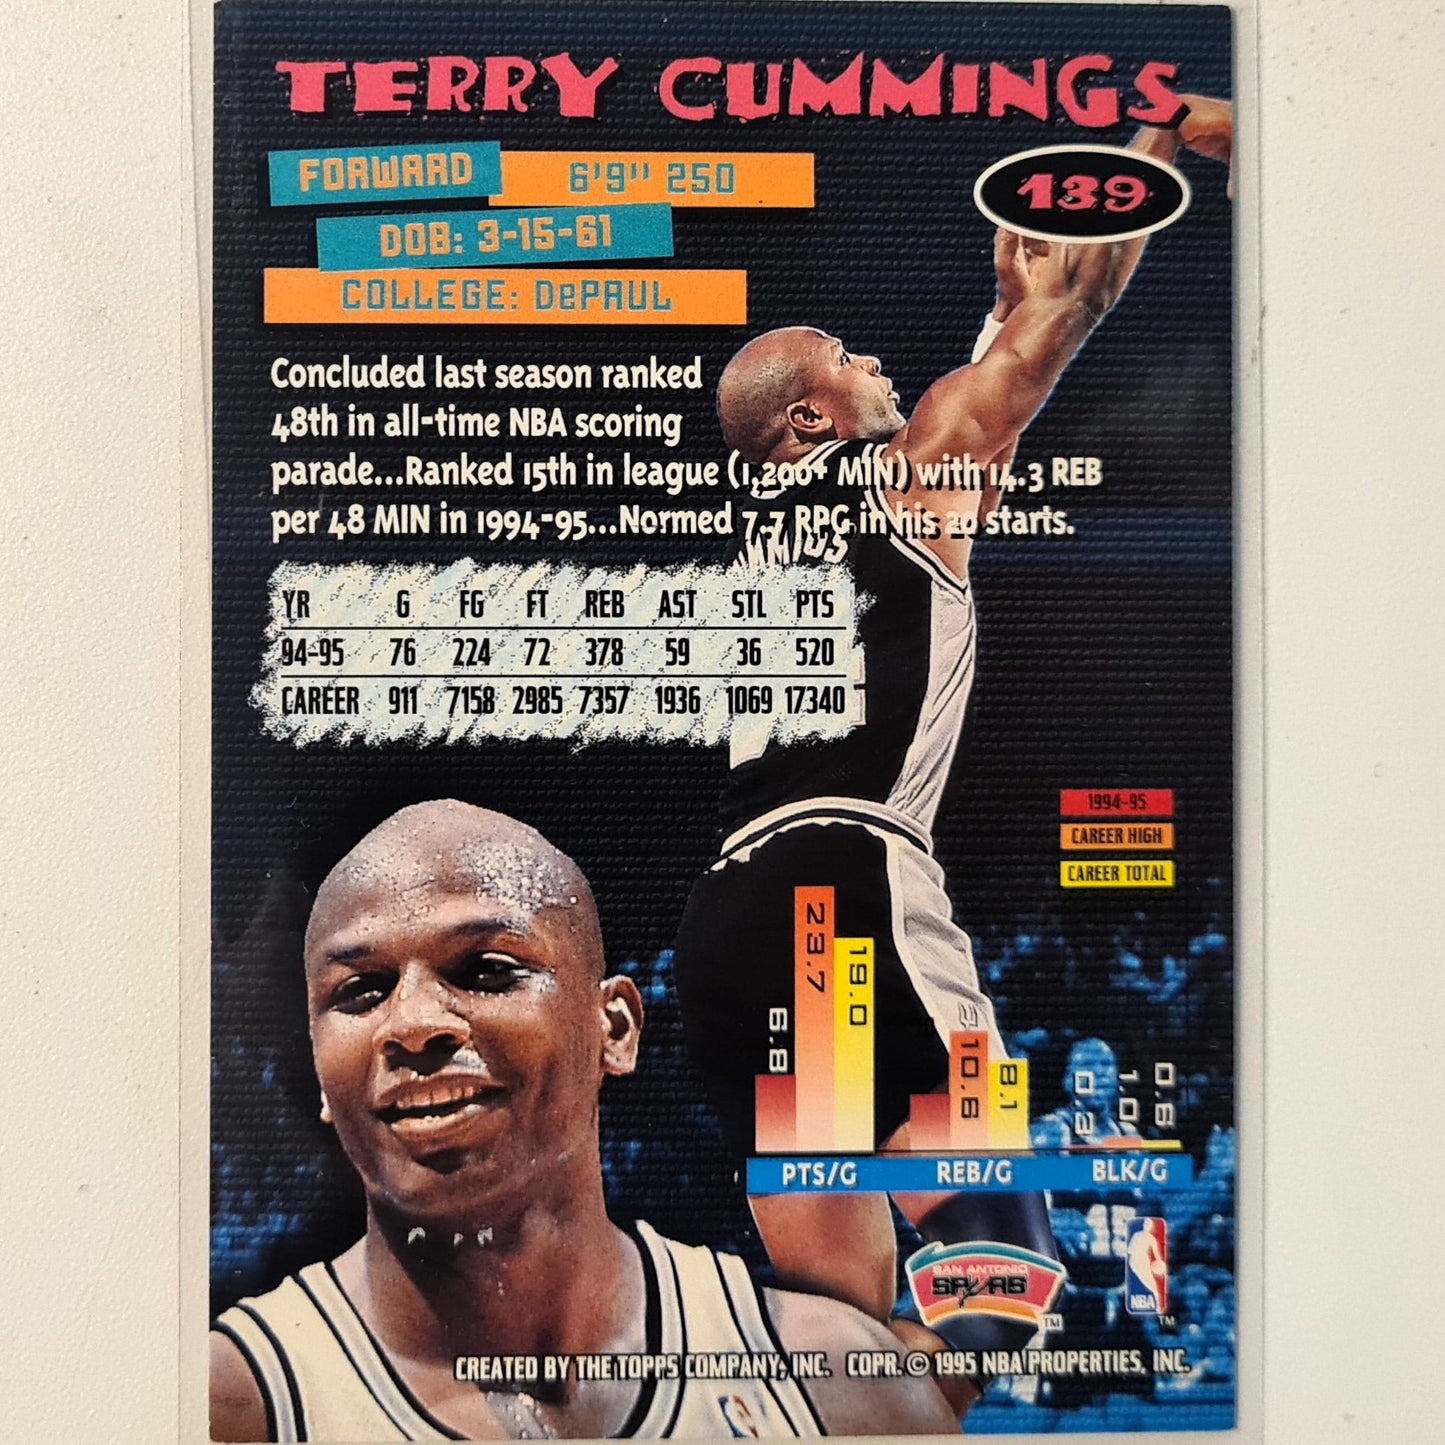 TERRY CUMMINGS
139
FORWARD 6'9" 250
DOB: 3-15-61
COLLEGE: DePAUL
Concluded last season ranked
48th in all-time NBA scoring
parade...Ranked 15th in league (1,200+ MIN) with 14.3 REB
per 48 MIN in 1994-95...Normed 7.7 RPG in his 20 starts.
YR G FG FT REB AST STL PTS
94-95 76 224 72 378 59 36 520
CAREER 911 7158 2985 7357 1936 1069 17340
1994-95
CAREER HIGH
CAREER TOTAL
6.8 23.7 19.0 10.6 8.1 0.3 1.0 0.6
PTS/G REB/G BLK/G
SAN ANTONIO
SPURS
TM
NBA
TM
CREATED BY THE TOPPS COMPANY, INC. COPR. © 1995 NBA PROPERTIES, INC.